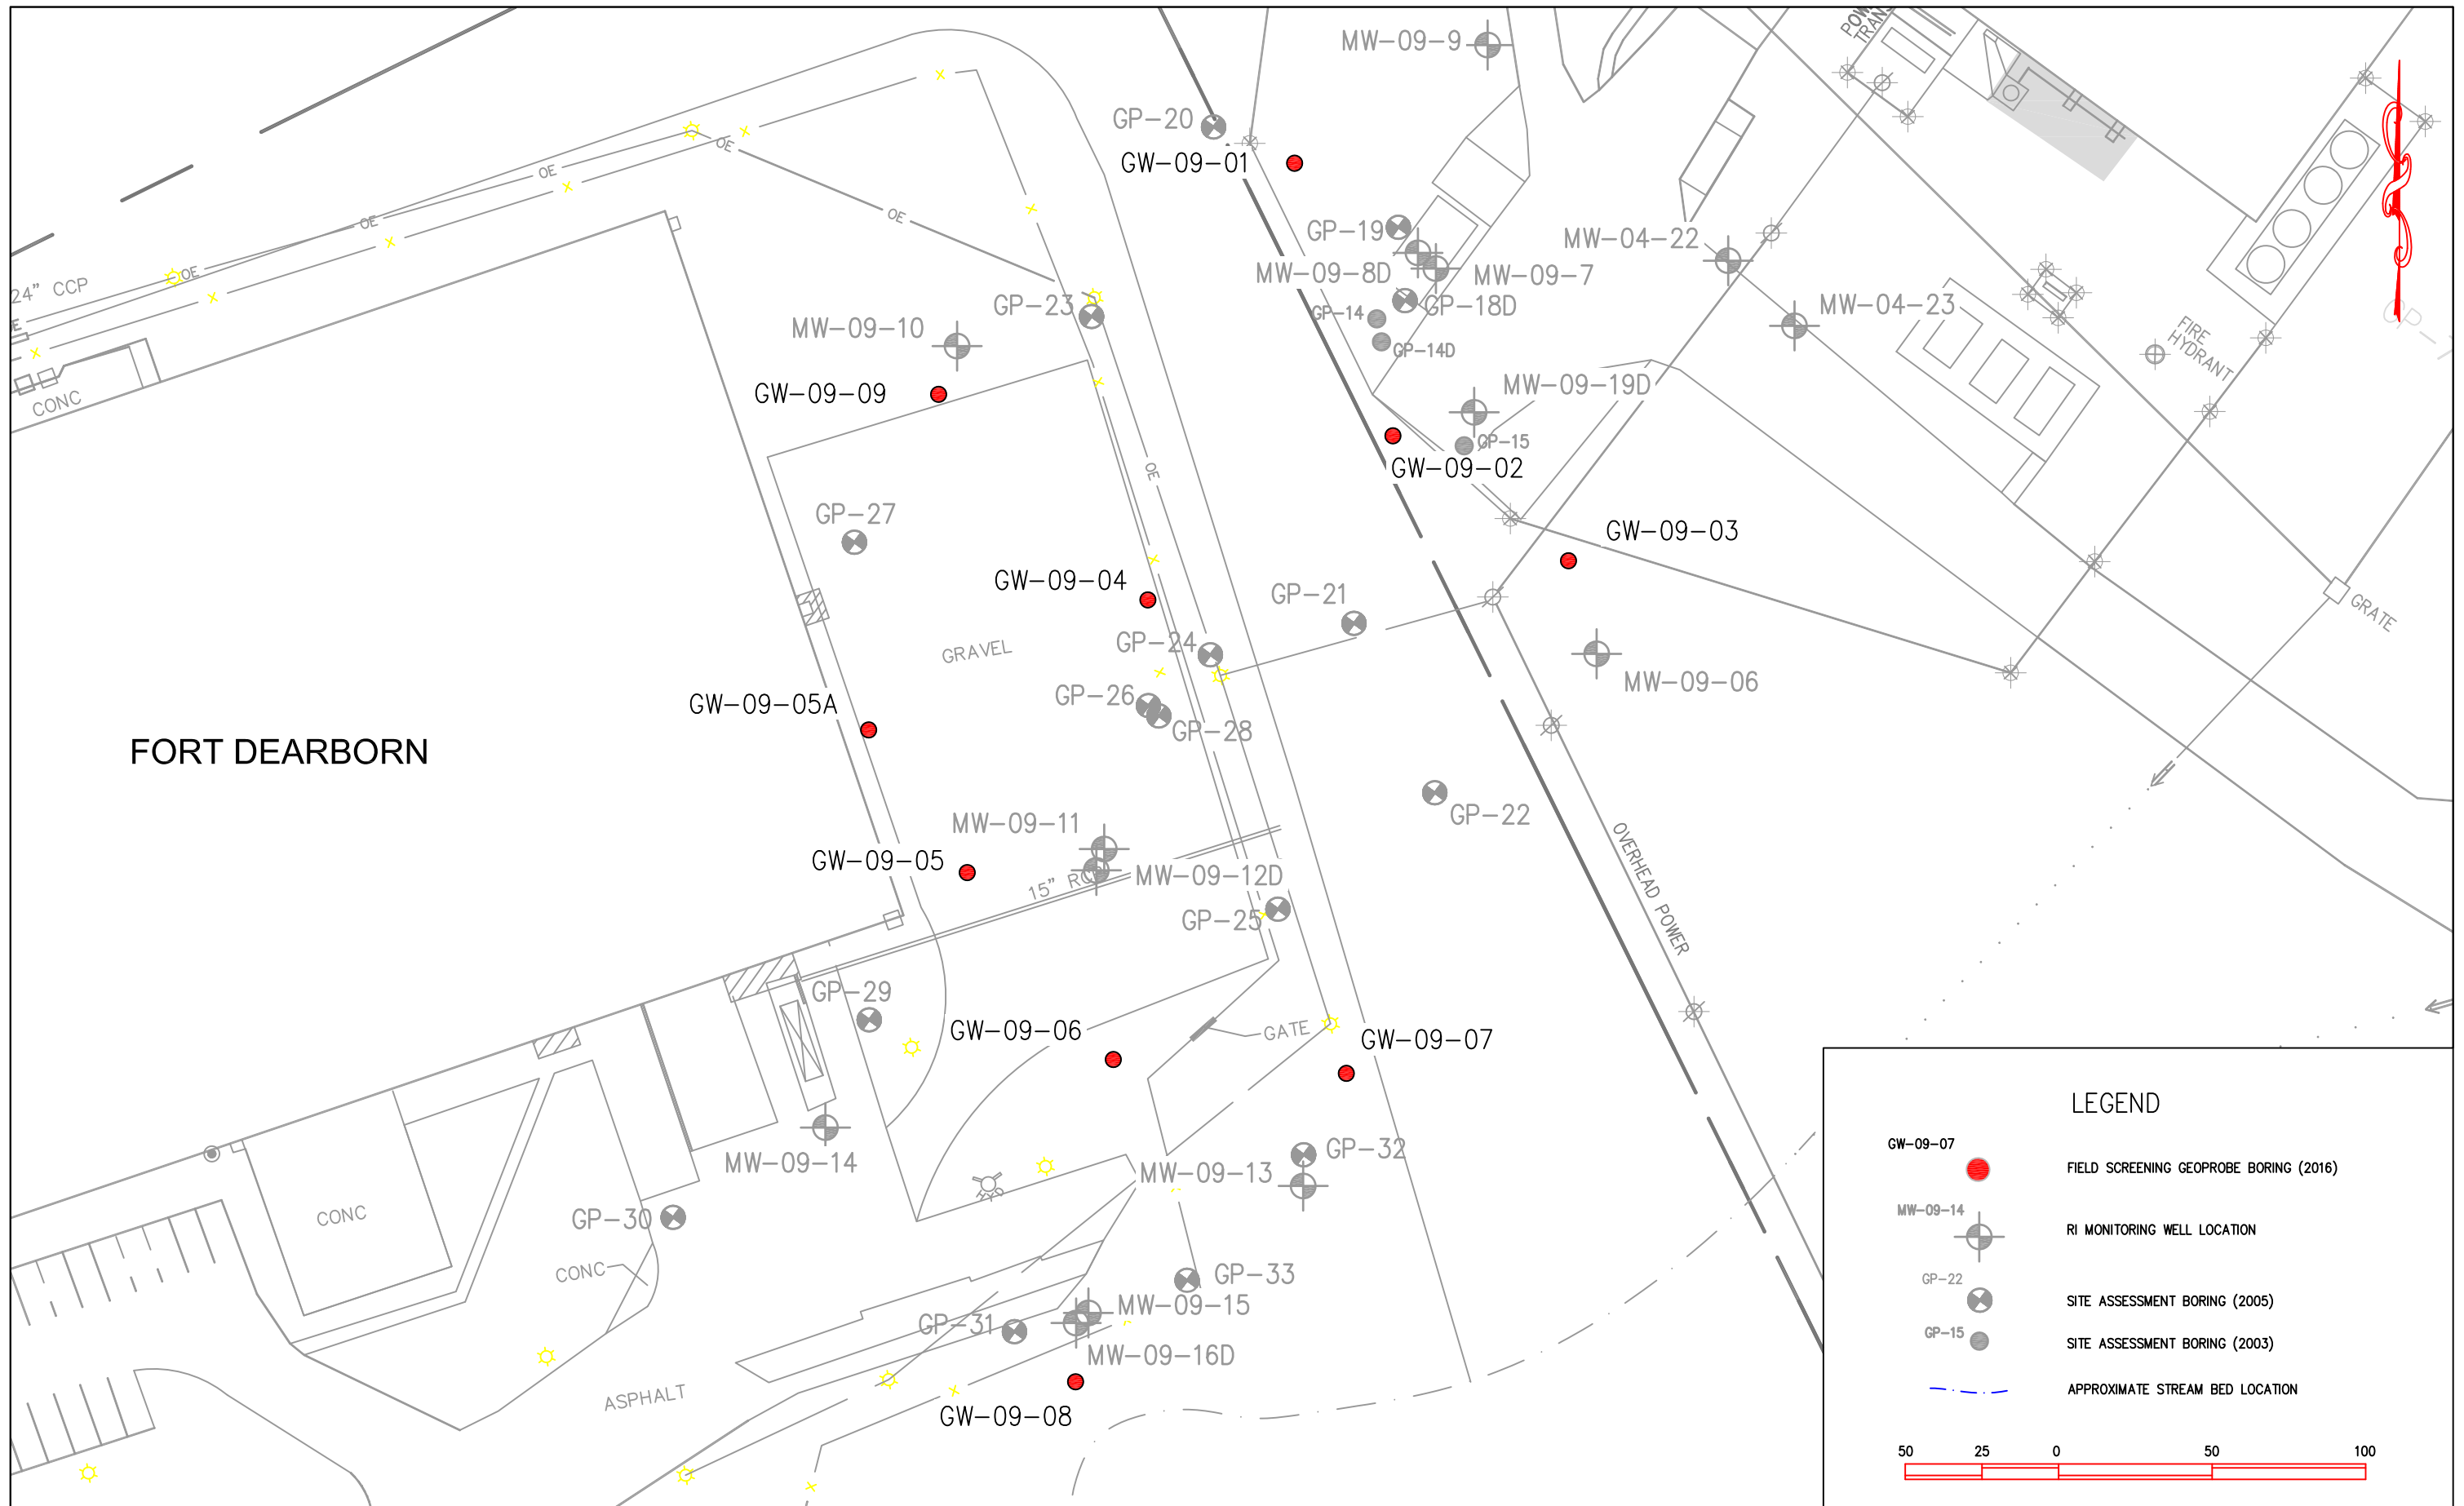 MW-09-9
POW
TRANS
GP-20
GW-09-01
OE
OE
OE
OE
OE
GP-19
MW-04-22
MW-09-8D
MW-09-7
24" CCP
GP-23
GP-18D
MW-04-23
GP-14
MW-09-10
FIRE
HYDRANT
GP-14D
GW-09-09
MW-09-19D
CONC
GP-15
GW-09-02
OE
GP-27
GW-09-03
GW-09-04
GP-21
GRATE
GP-24
GRAVEL
MW-09-06
GP-26
GW-09-05A
GP-28
FORT DEARBORN
GP-22
MW-09-11
OVERHEAD POWER
GW-09-05
15" RCP
MW-09-12D
GP-25
GP-29
GW-09-06
GATE
GW-09-07
MW-09-14
GP-32
MW-09-13
HYD
CONC
GP-30
CONC
GP-33
MW-09-15
GP-31
MW-09-16D
ASPHALT
GW-09-08
LEGEND
GW-09-07
FIELD SCREENING GEOPROBE BORING (2016)
MW-09-14
RI MONITORING WELL LOCATION
GP-22
SITE ASSESSMENT BORING (2005)
GP-15
SITE ASSESSMENT BORING (2003)
APPROXIMATE STREAM BED LOCATION
50 25 0 50 100